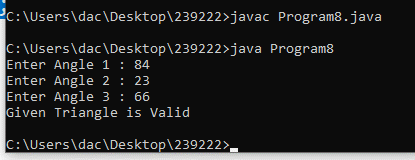 C:\Users\dac\Desktop\239222>javac Program8.java
C:\Users\dac\Desktop\239222>java Program8
Enter Angle 1 : 84
Enter Angle 2 : 23
Enter Angle 3 : 66
Given Triangle is Valid
C:\Users\dac\Desktop\239222>